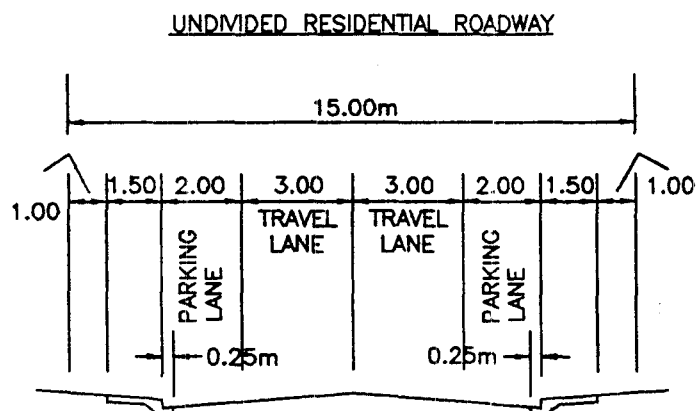 UNDIVIDED RESIDENTIAL ROADWAY
15.00m
1.00 1.50 2.00 3.00 3.00 2.00 1.50 1.00
TRAVEL LANE
TRAVEL LANE
PARKING LANE
PARKING LANE
0.25m 0.25m